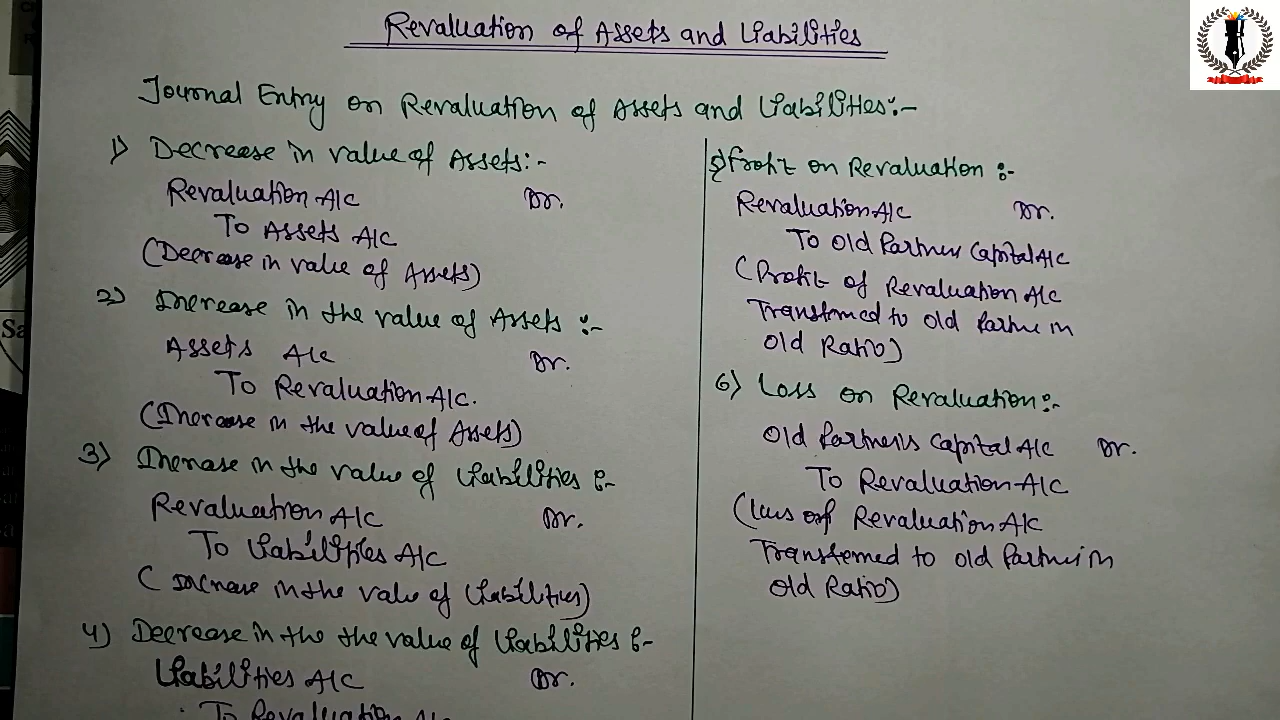 Revaluation of Assets and Liabilities
Journal Entry on Revaluation of Assets and Liabilities:-
1) Decrease in value of Assets:-
Revaluation A/c Dr.
To Assets A/c
(Decrease in value of Assets)
2) Increase in the value of Assets :-
Assets A/c Dr.
To Revaluation A/c.
(Increase in the value of Assets)
3) Increase in the value of Liabilities :-
Revaluation A/c Dr.
To Liabilities A/c
(Increase in the value of Liabilities)
4) Decrease in the the value of Liabilities :-
Liabilities A/c Dr.
To Revaluation A/c
5) Profit on Revaluation :-
Revaluation A/c Dr.
To Old Partner Capital A/c
(Profit of Revaluation A/c
Transferred to old Partner in
Old Ratio)
6) Loss on Revaluation:-
Old Partner's Capital A/c Dr.
To Revaluation A/c
(Loss of Revaluation A/c
Transferred to old Partner in
Old Ratio)
Sa